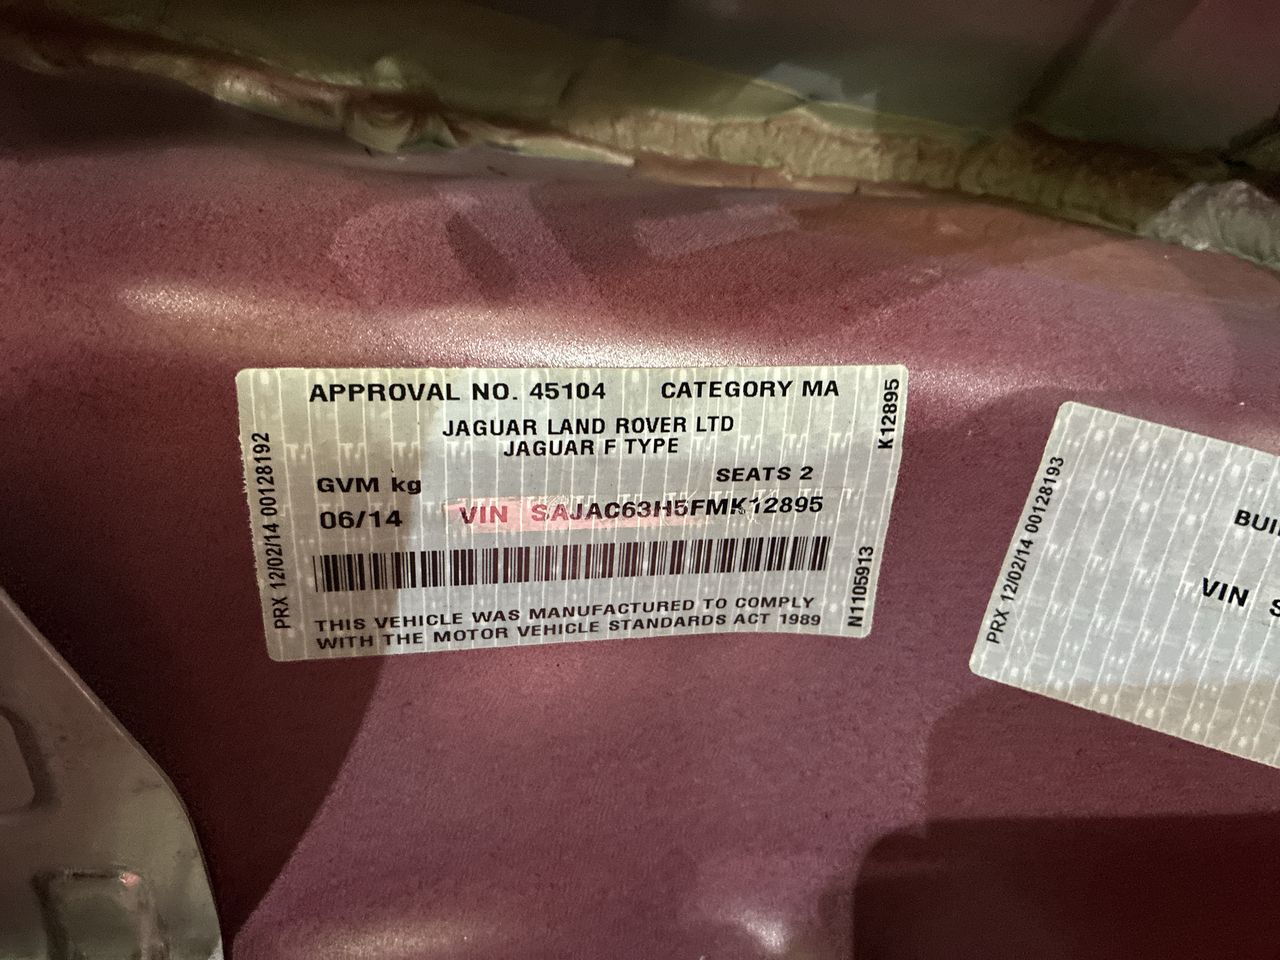 APPROVAL NO. 45104 CATEGORY MA
JAGUAR LAND ROVER LTD
JAGUAR F TYPE
SEATS 2
GVM kg
06/14 VIN SAJAC63H5FMK12895
THIS VEHICLE WAS MANUFACTURED TO COMPLY
WITH THE MOTOR VEHICLE STANDARDS ACT 1989
PRX 12/02/14 00128192
K12895
N1105913
PRX 12/02/14 00128193
BUI
VIN S